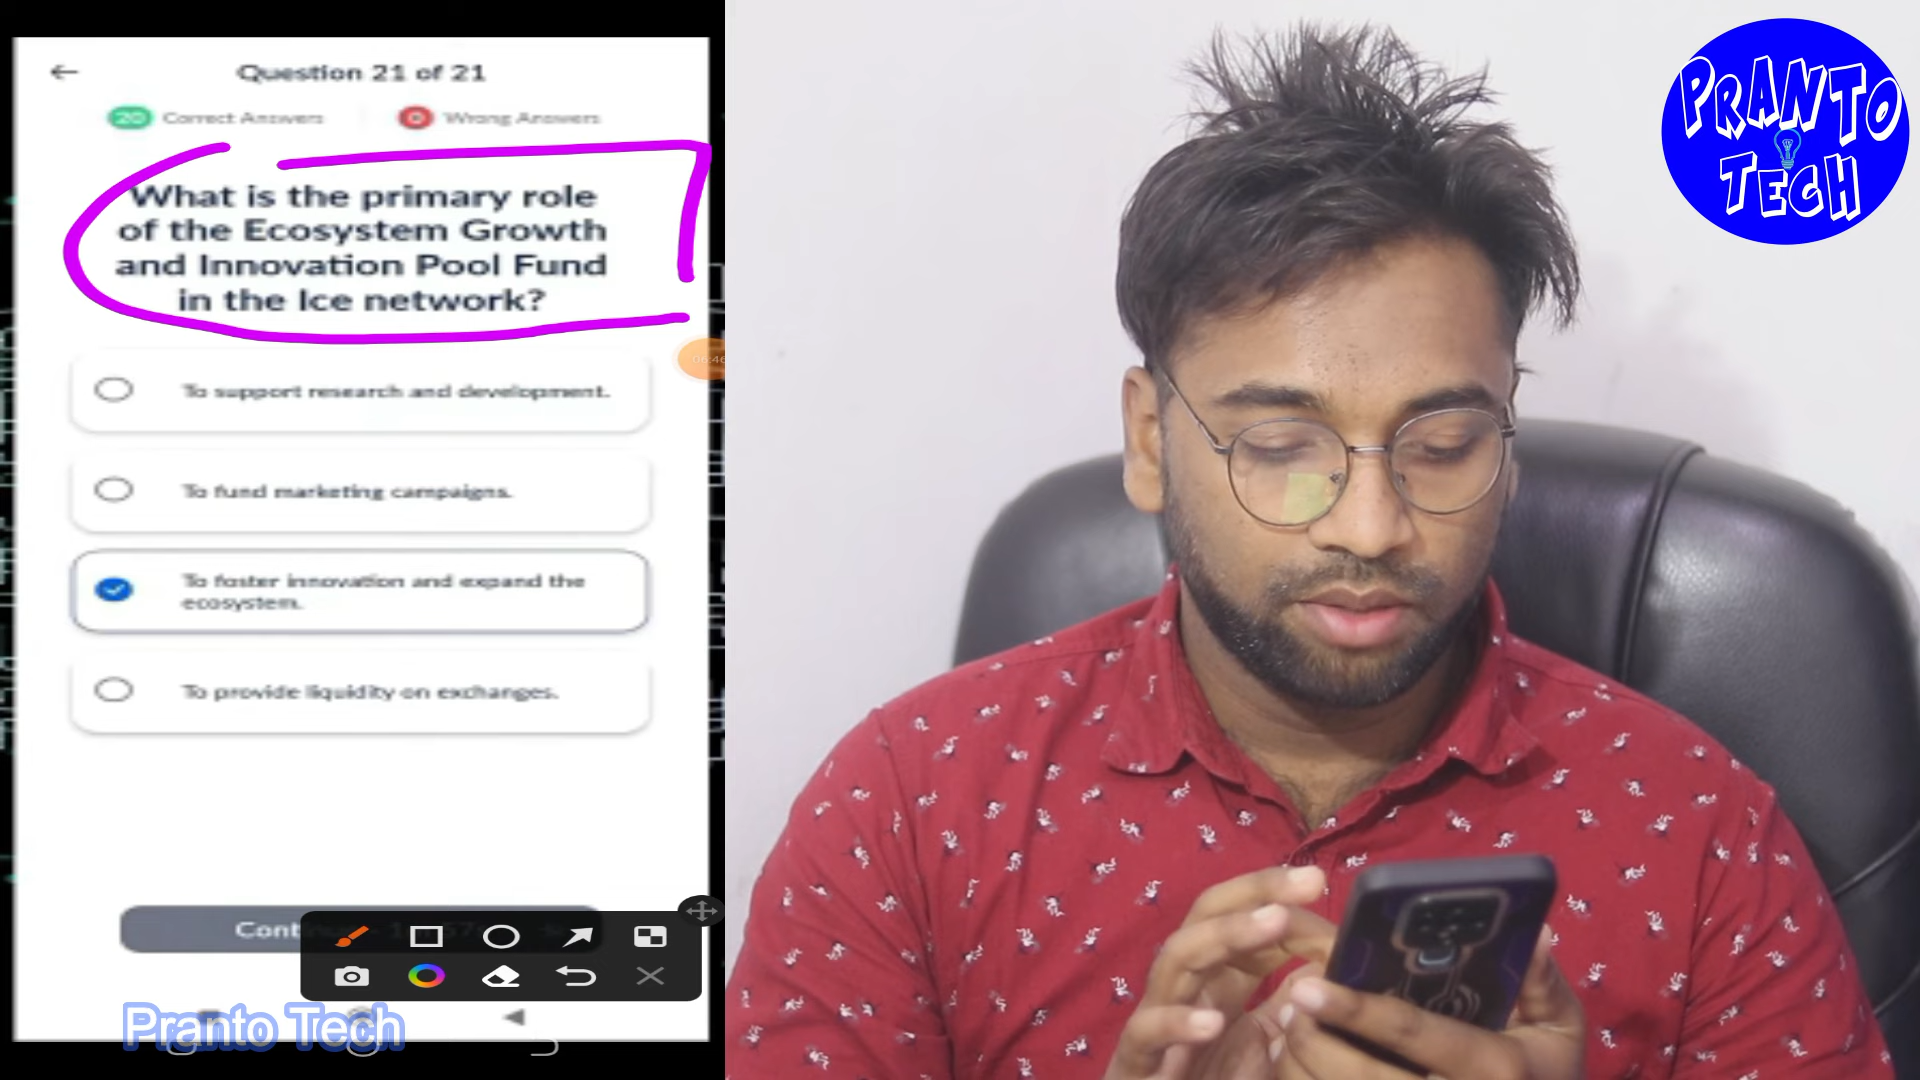 Question 21 of 21
20 Correct Answers
0 Wrong Answers
What is the primary role
of the Ecosystem Growth
and Innovation Pool Fund
in the Ice network?
06:46
To support research and development.
To fund marketing campaigns.
To foster innovation and expand the
ecosystem.
To provide liquidity on exchanges.
Pranto Tech
PRANTO
TECH